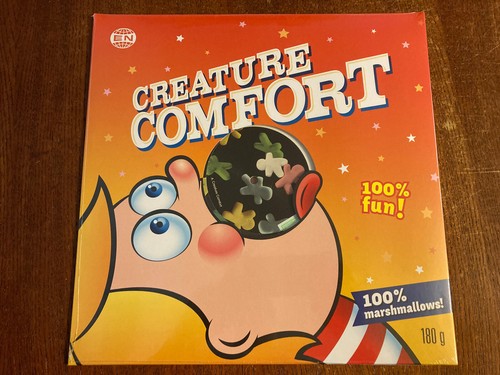 EN
CREATURE
COMFORT
100%
fun!
100%
marshmallows!
180 g